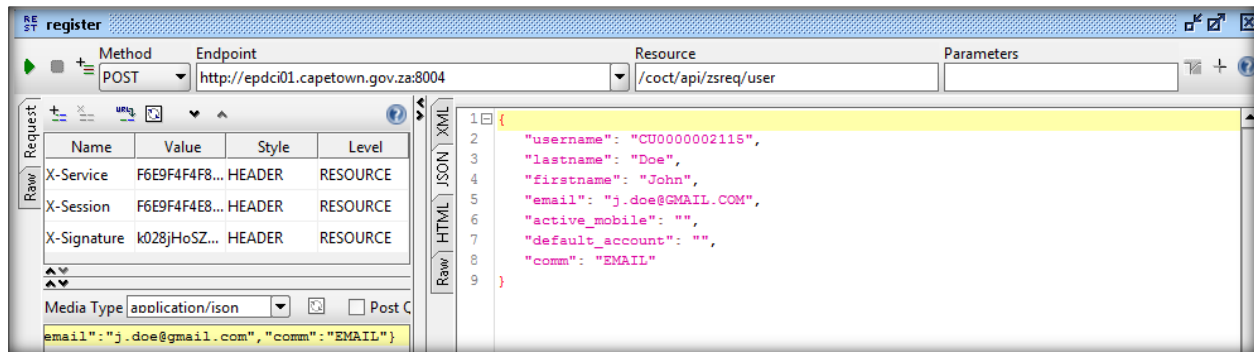 RE ST register
Method Endpoint Resource Parameters
POST http://epdci01.capetown.gov.za:8004 /coct/api/zsreq/user
Request
Raw
Name Value Style Level
X-Service F6E9F4F4F8... HEADER RESOURCE
X-Session F6E9F4F4E8... HEADER RESOURCE
X-Signature k028jHoSZ... HEADER RESOURCE
Media Type application/json Post Q
email":"j.doe@gmail.com","comm":"EMAIL"}
XML
JSON
HTML
Raw
1 {
2 "username": "CU0000002115",
3 "lastname": "Doe",
4 "firstname": "John",
5 "email": "j.doe@GMAIL.COM",
6 "active_mobile": "",
7 "default_account": "",
8 "comm": "EMAIL"
9 }